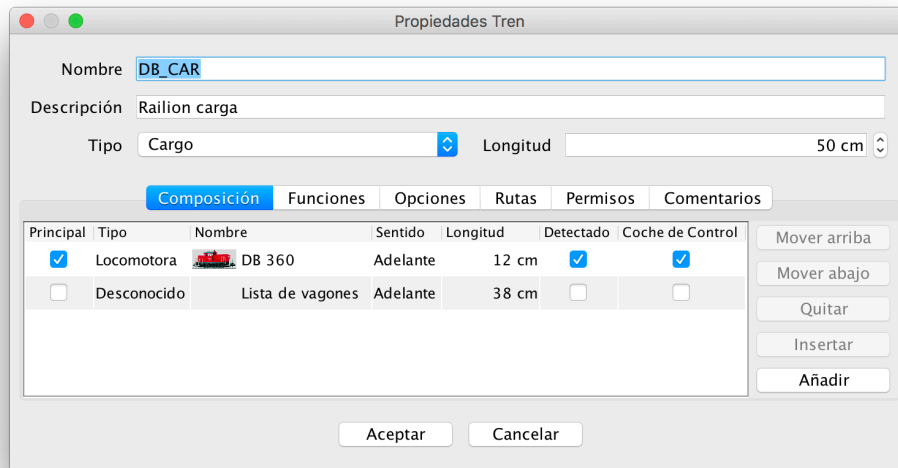 Propiedades Tren
Nombre DB_CAR
Descripción Railion carga
Tipo Cargo Longitud 50 cm
Composición Funciones Opciones Rutas Permisos Comentarios
Principal Tipo Nombre Sentido Longitud Detectado Coche de Control
Locomotora DB 360 Adelante 12 cm
Desconocido Lista de vagones Adelante 38 cm
Mover arriba
Mover abajo
Quitar
Insertar
Añadir
Aceptar Cancelar